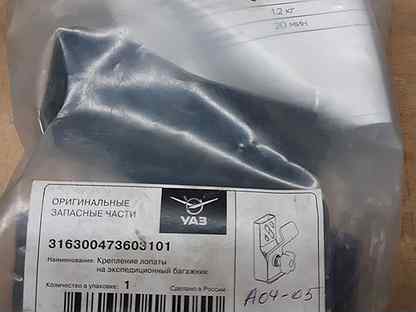 1.2 кг
20 мин
ОРИГИНАЛЬНЫЕ
ЗАПАСНЫЕ ЧАСТИ
УАЗ
316300473603101
Наименование: Крепление лопаты
на экспедиционный багажник
Количество в упаковке: 1
Сделано в России
А04-05